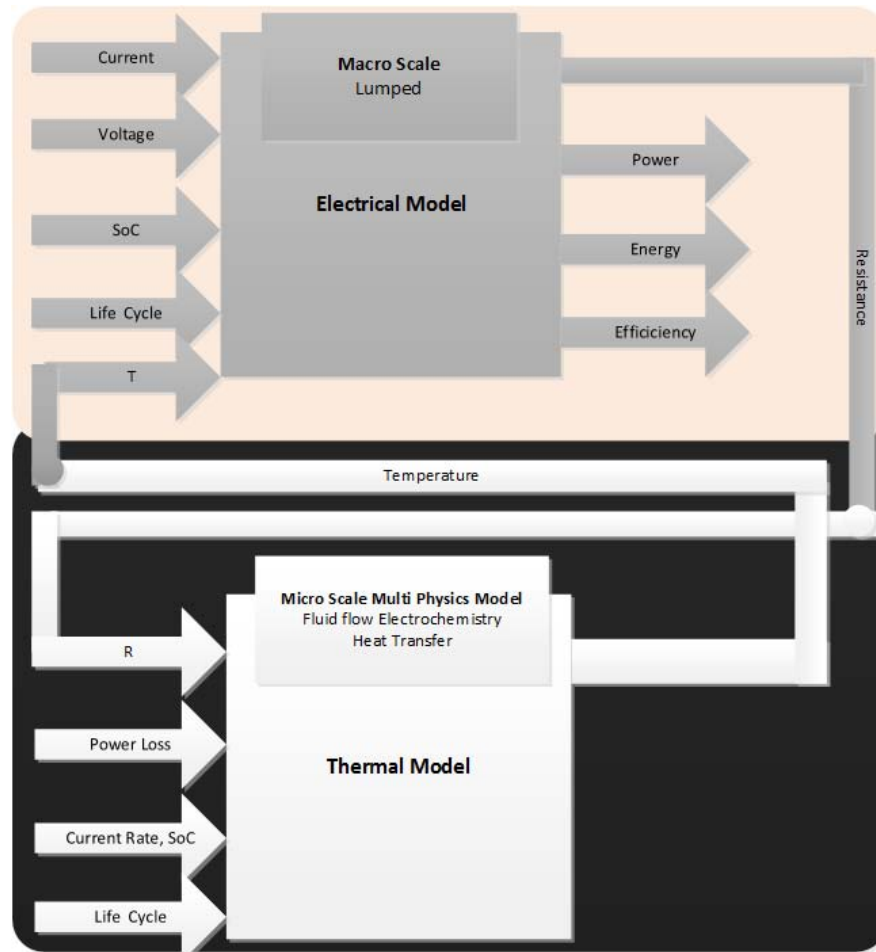 Current
Voltage
SoC
Life Cycle
T
Macro Scale
Lumped
Electrical Model
Power
Energy
Efficiciency
Resistance
Temperature
R
Power Loss
Current Rate, SoC
Life Cycle
Micro Scale Multi Physics Model
Fluid flow Electrochemistry
Heat Transfer
Thermal Model